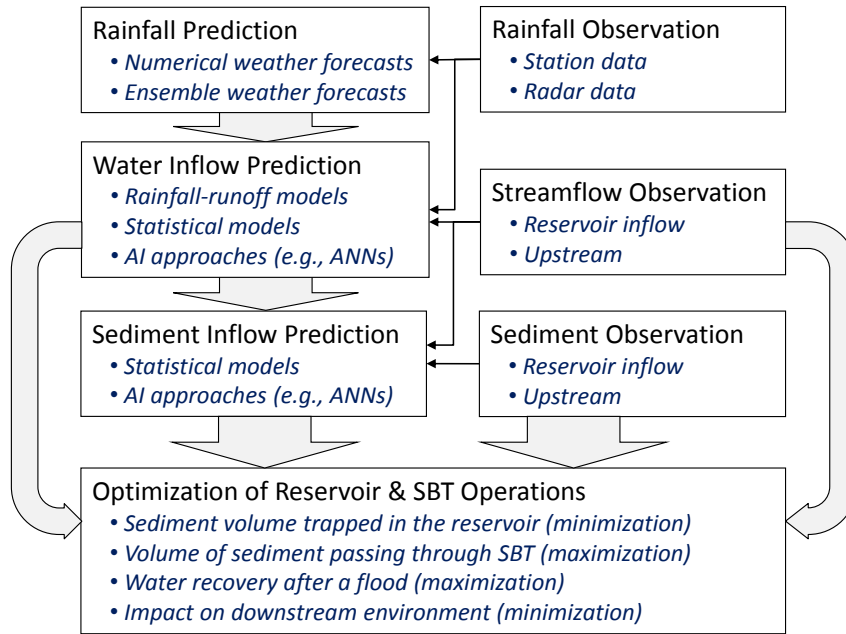 Rainfall Prediction
• Numerical weather forecasts
• Ensemble weather forecasts
Rainfall Observation
• Station data
• Radar data
Water Inflow Prediction
• Rainfall-runoff models
• Statistical models
• AI approaches (e.g., ANNs)
Streamflow Observation
• Reservoir inflow
• Upstream
Sediment Inflow Prediction
• Statistical models
• AI approaches (e.g., ANNs)
Sediment Observation
• Reservoir inflow
• Upstream
Optimization of Reservoir & SBT Operations
• Sediment volume trapped in the reservoir (minimization)
• Volume of sediment passing through SBT (maximization)
• Water recovery after a flood (maximization)
• Impact on downstream environment (minimization)